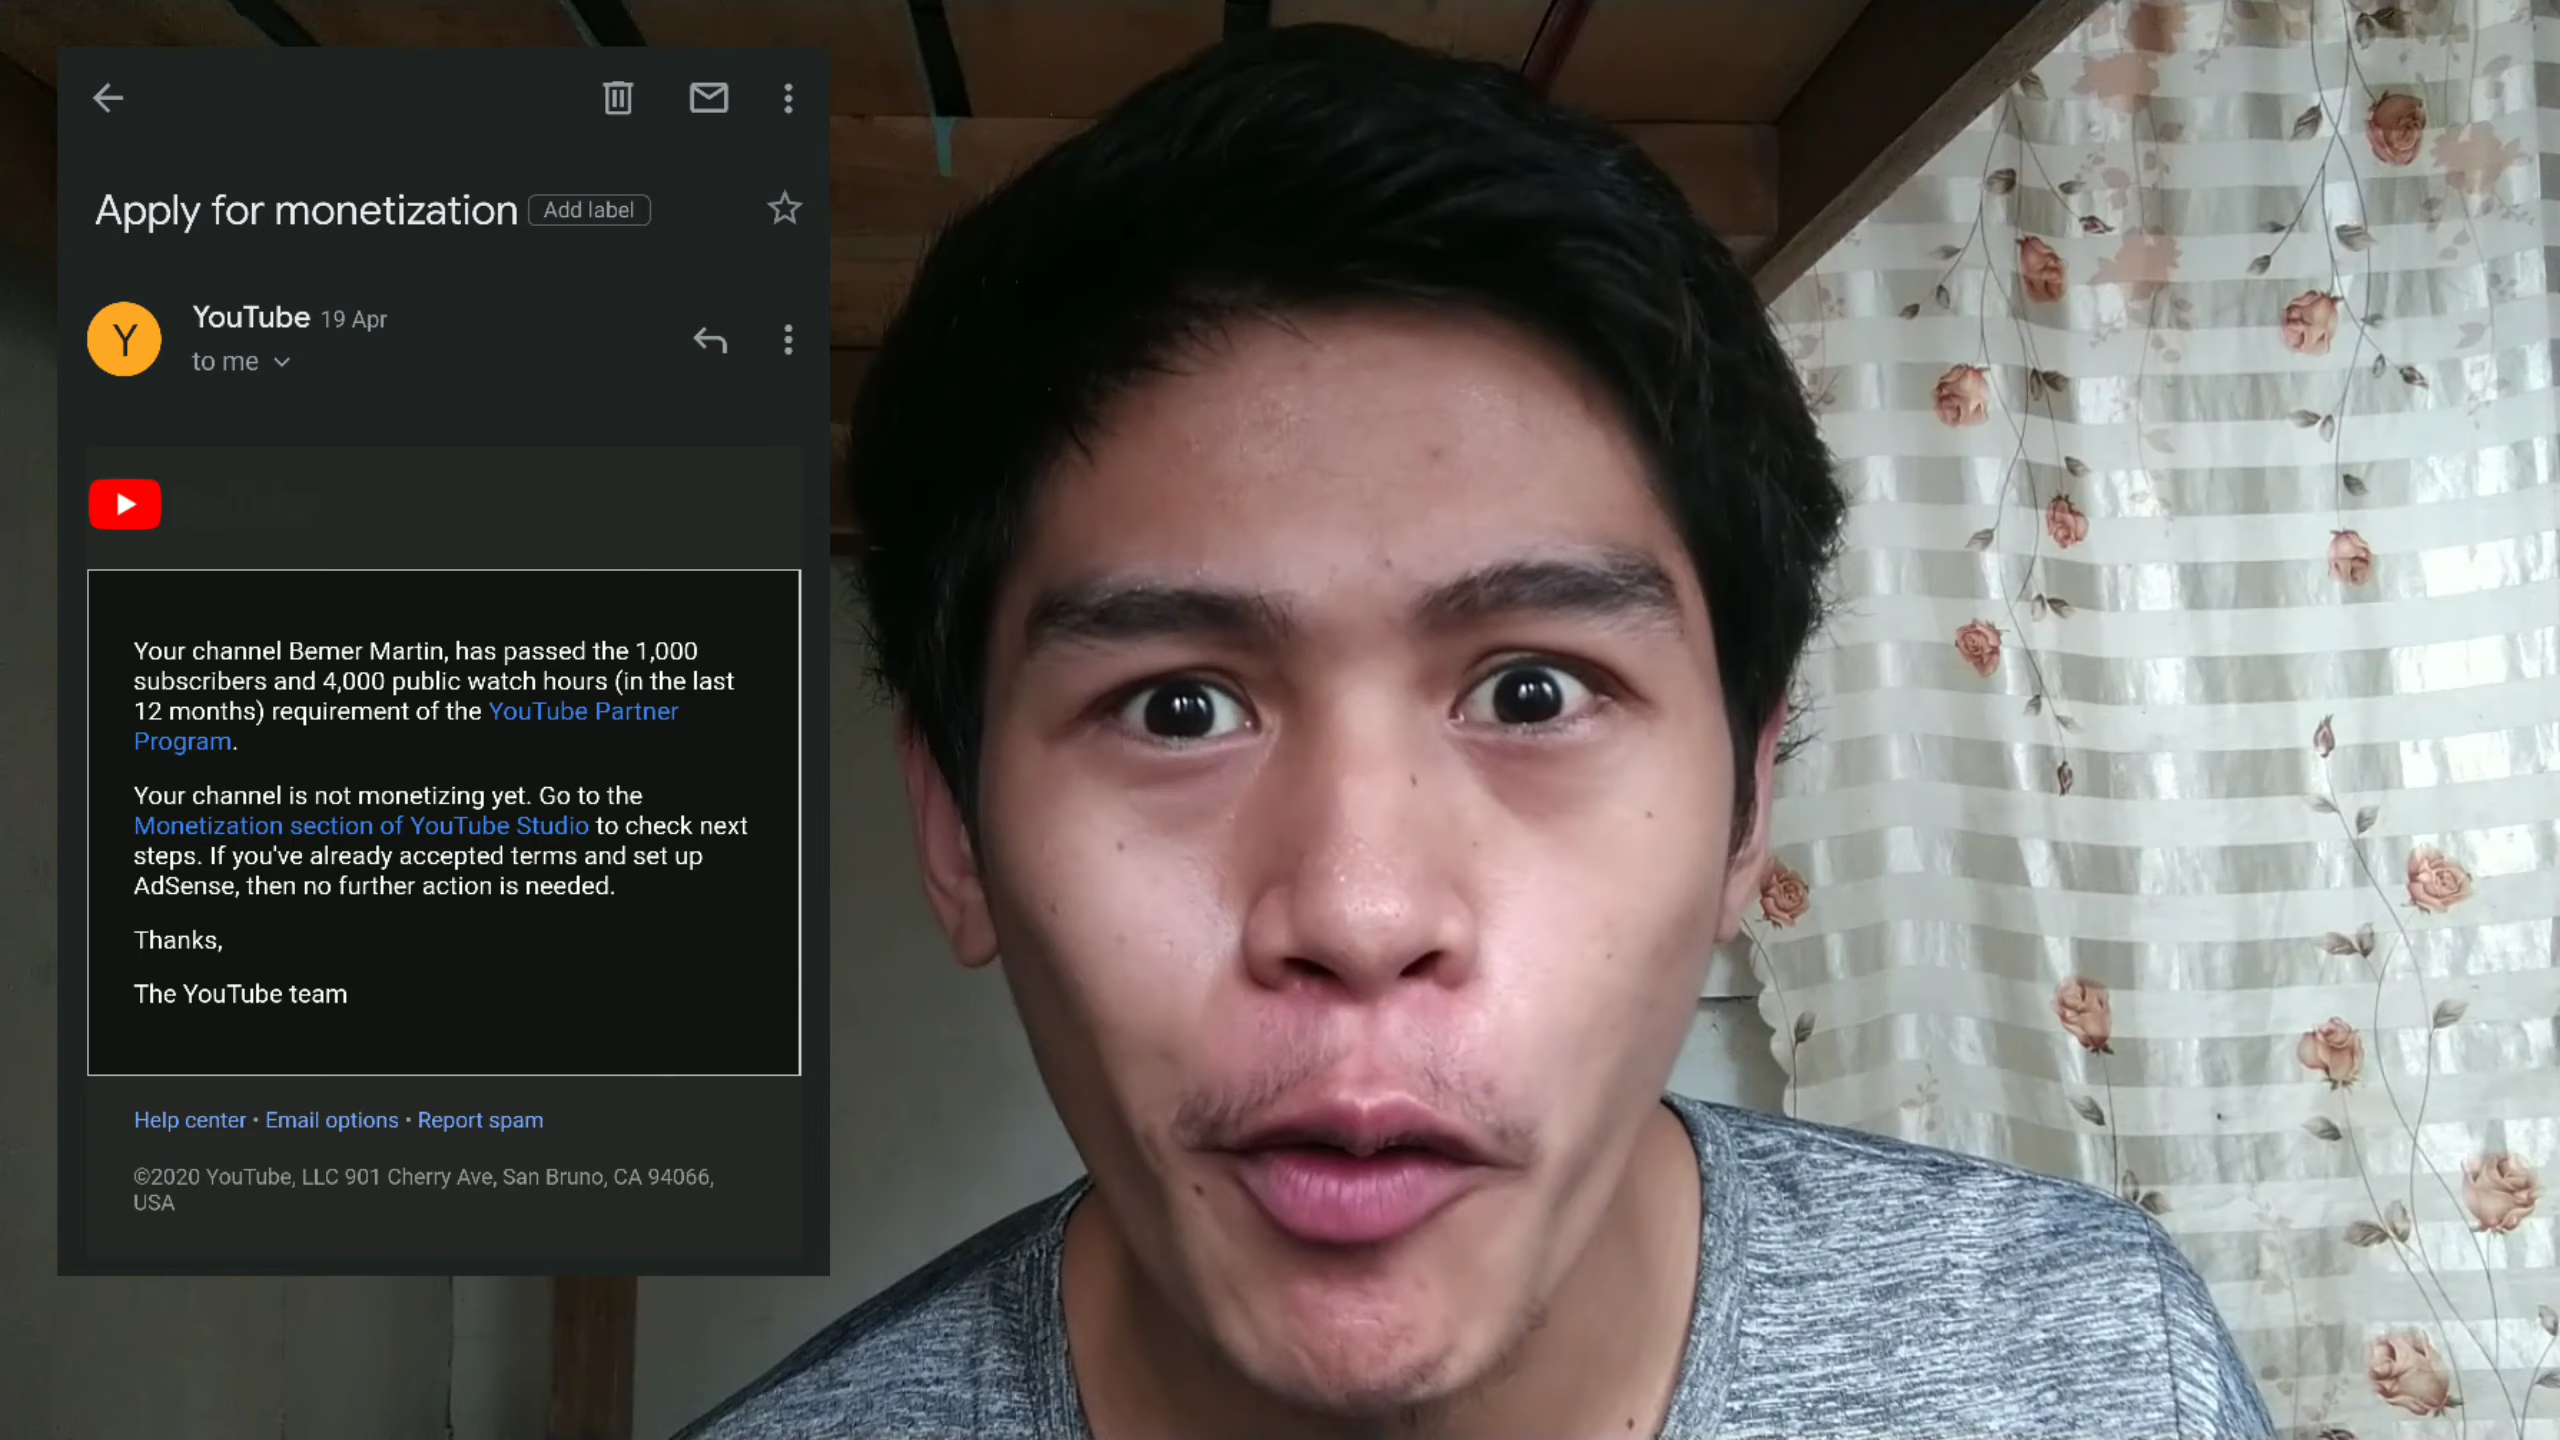 Apply for monetization Add label
YouTube 19 Apr
Y
to me
Your channel Bemer Martin, has passed the 1,000
subscribers and 4,000 public watch hours (in the last
12 months) requirement of the YouTube Partner
Program.
Your channel is not monetizing yet. Go to the
Monetization section of YouTube Studio to check next
steps. If you've already accepted terms and set up
AdSense, then no further action is needed.
Thanks,
The YouTube team
Help center • Email options • Report spam
©2020 YouTube, LLC 901 Cherry Ave, San Bruno, CA 94066,
USA